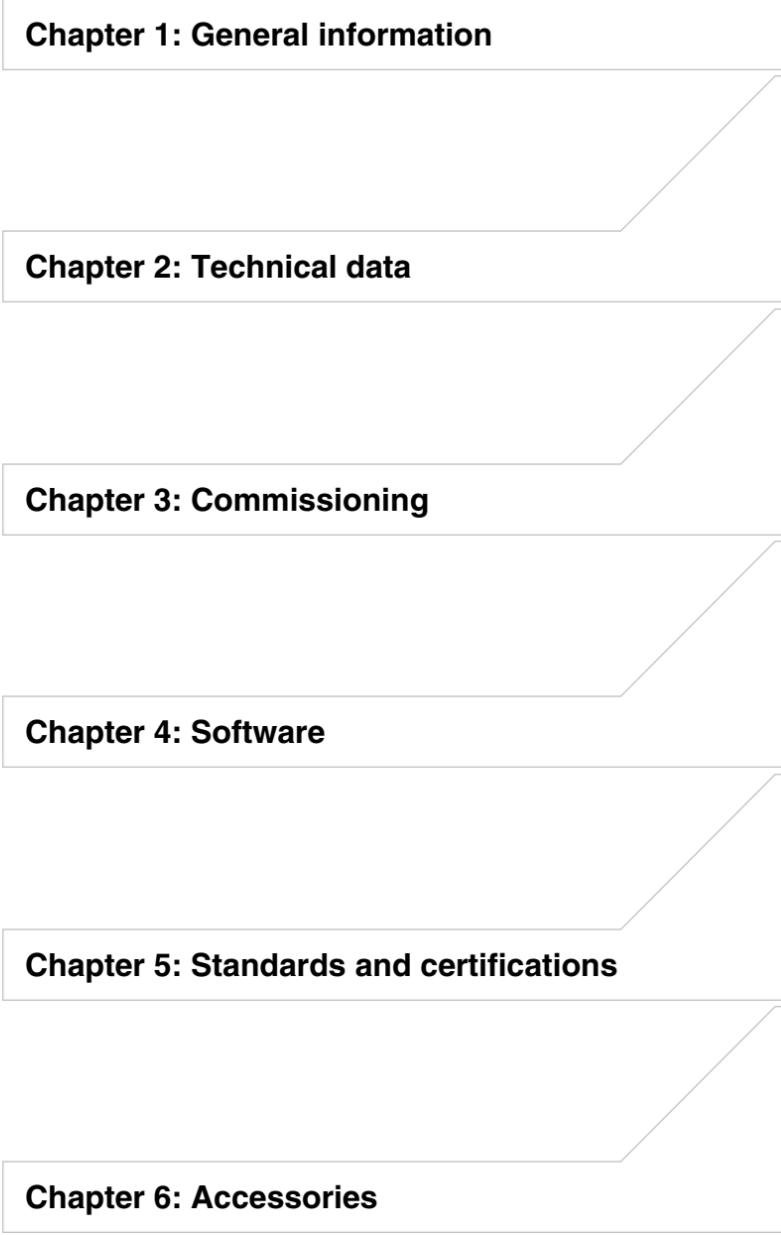 Chapter 1: General information
Chapter 2: Technical data
Chapter 3: Commissioning
Chapter 4: Software
Chapter 5: Standards and certifications
Chapter 6: Accessories